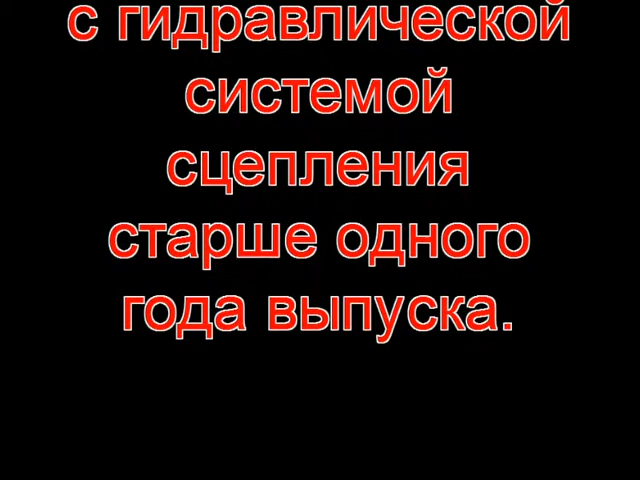 с гидравлической
системой
сцепления
старше одного
года выпуска.